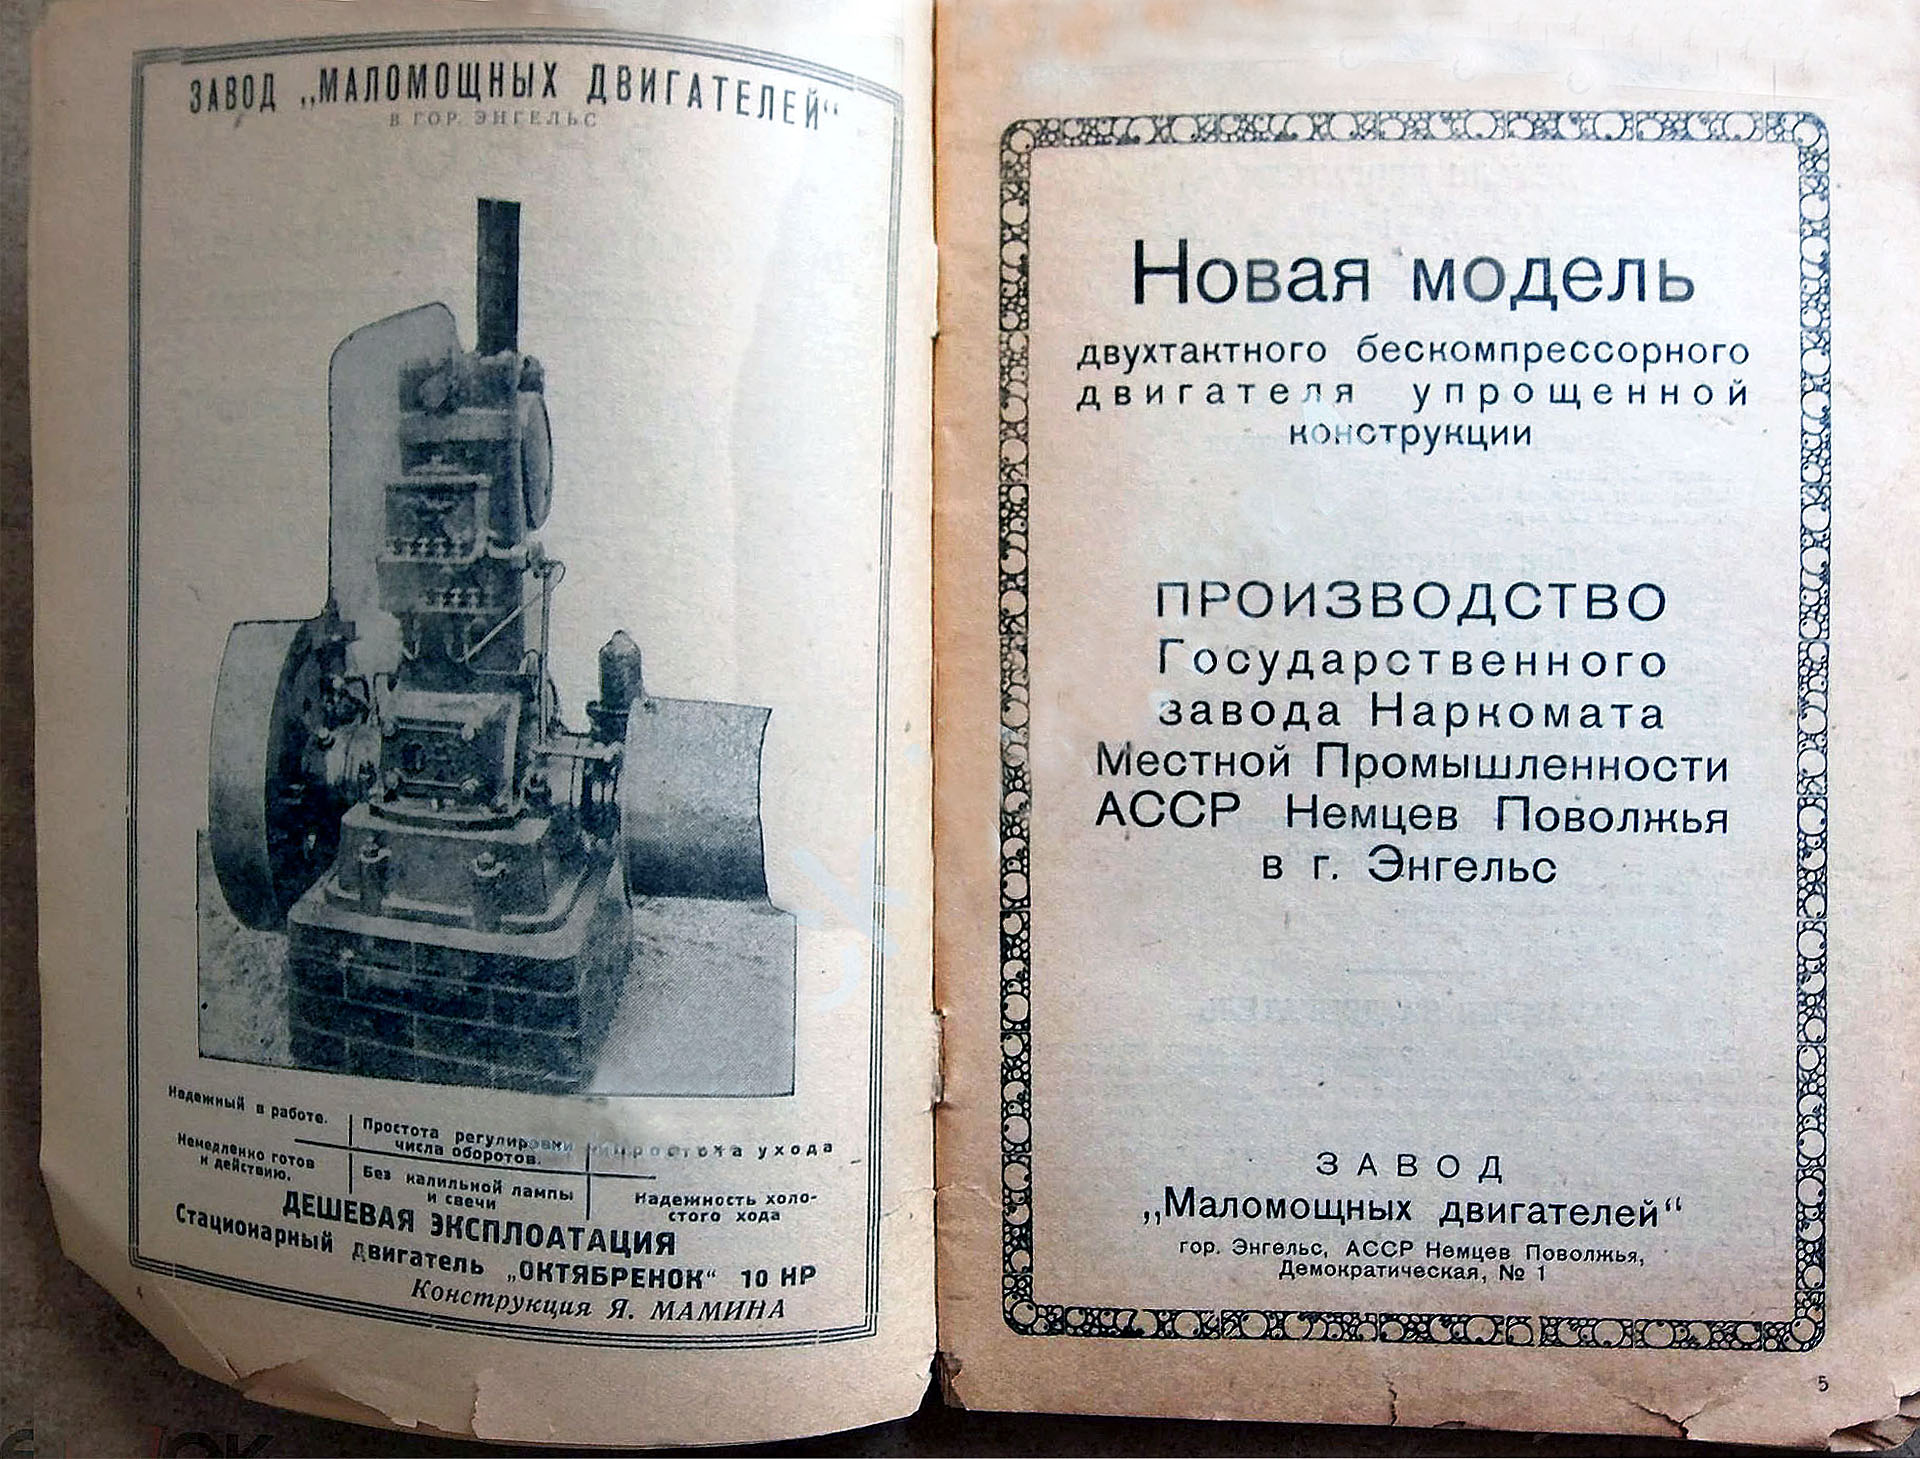 ЗАВОД „МАЛОМОЩНЫХ ДВИГАТЕЛЕЙ“
В ГОР. ЭНГЕЛЬС
Надежный в работе.
Простота регулировки
числа оборотов.
Простота ухода
Немедленно готов
к действию.
Без калильной лампы
и свечи
Надежность холо-
стого хода
ДЕШЕВАЯ ЭКСПЛОАТАЦИЯ
Стационарный двигатель „ОКТЯБРЕНОК“ 10 HP
Конструкция Я. МАМИНА
Новая модель
двухтактного бескомпрессорного
двигателя упрощенной
конструкции
ПРОИЗВОДСТВО
Государственного
завода Наркомата
Местной Промышленности
АССР Немцев Поволжья
в г. Энгельс
ЗАВОД
„Маломощных двигателей“
гор. Энгельс, АССР Немцев Поволжья,
Демократическая, № 1
5